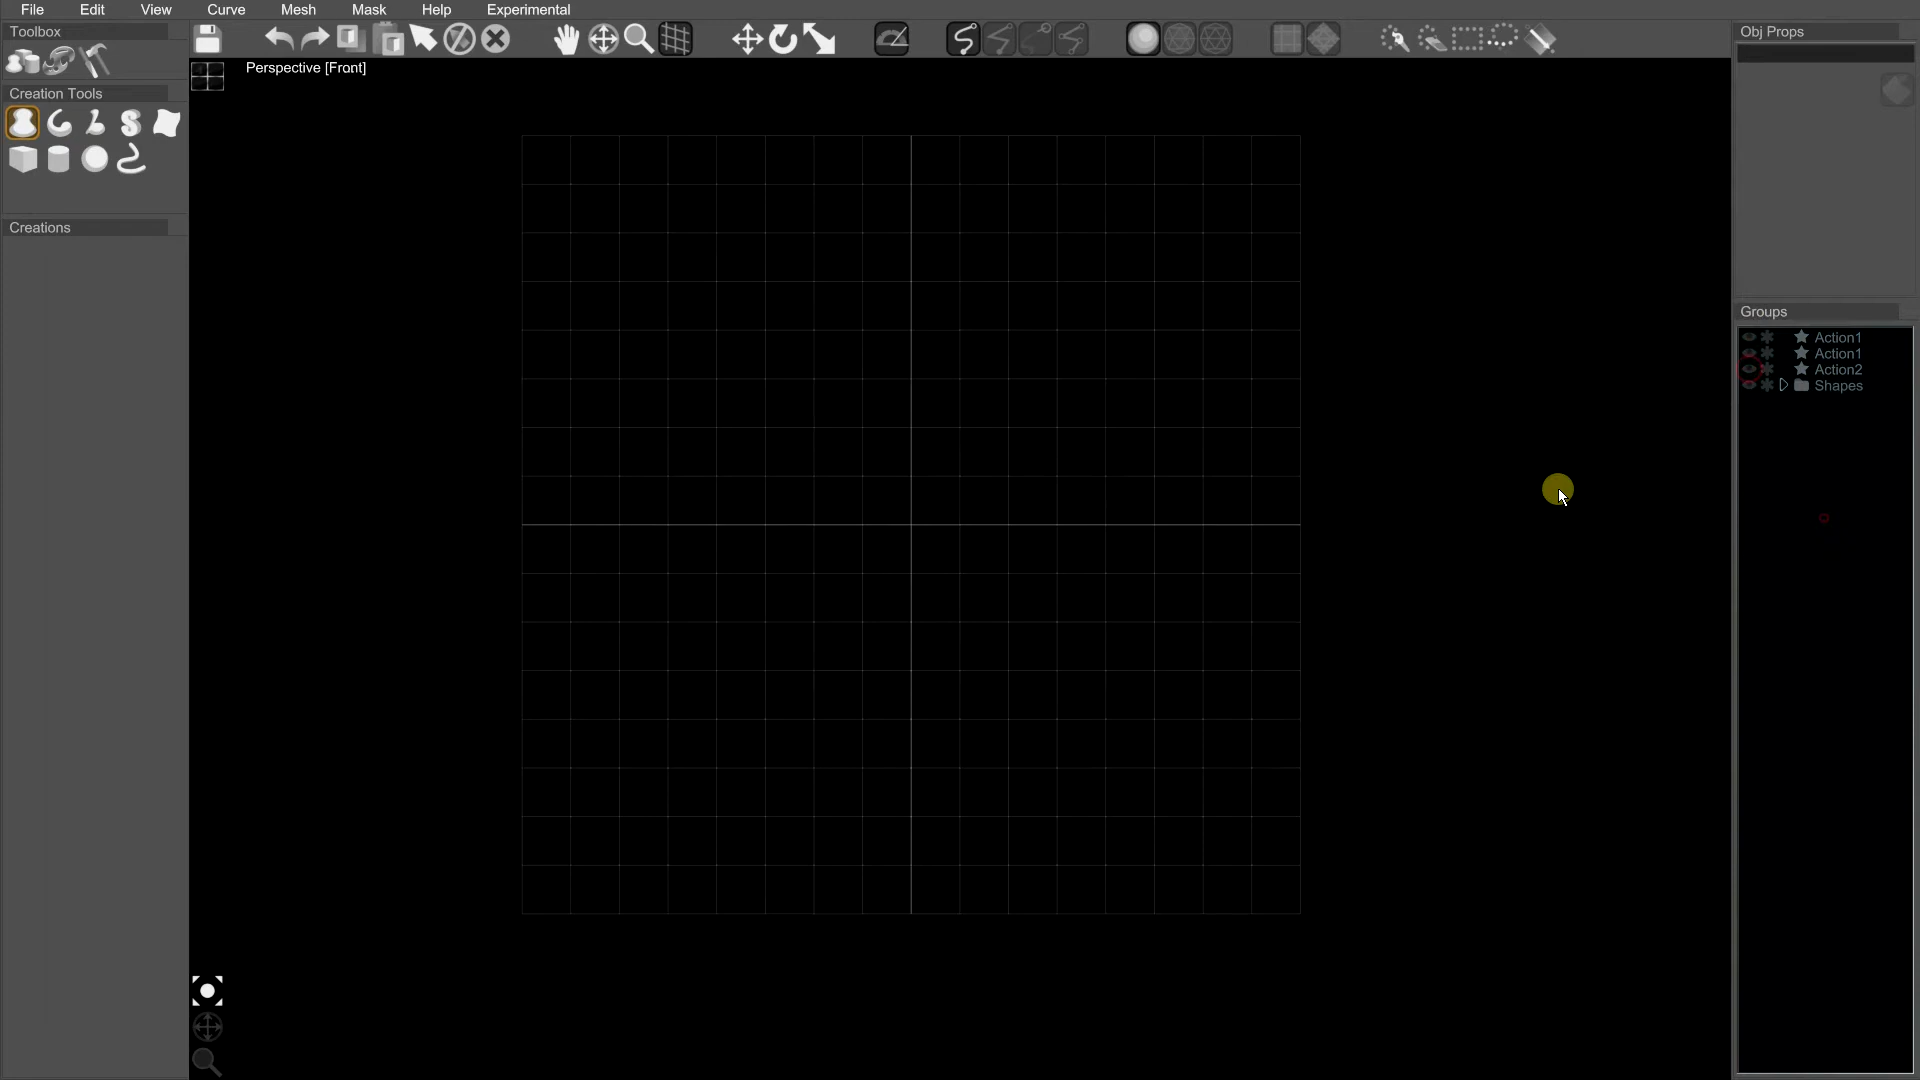 File Edit View Curve Mesh Mask Help Experimental
Toolbox
Obj Props
Perspective [Front]
Creation Tools
Creations
Groups
Action1
Action1
Action2
Shapes